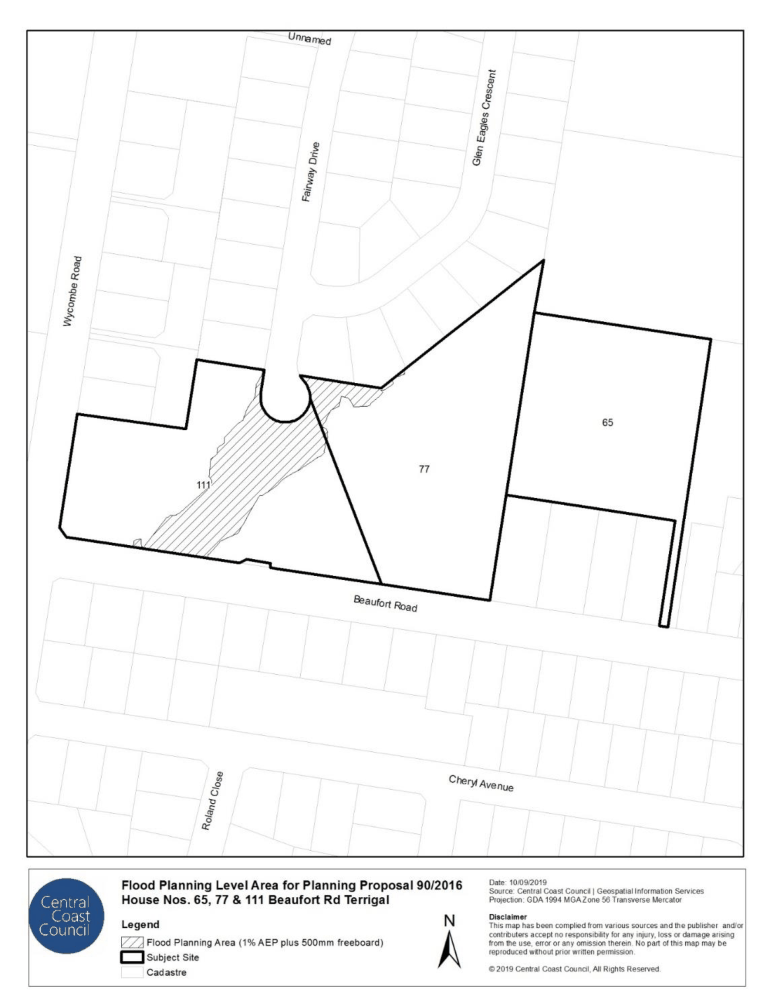 Unnamed
Glen Eagles Crescent
Fairway Drive
Wycombe Road
65
77
111
Beaufort Road
Cheryl Avenue
Roland Close
Central
Coast
Council
Flood Planning Level Area for Planning Proposal 90/2016
House Nos. 65, 77 & 111 Beaufort Rd Terrigal
Legend
Flood Planning Area (1% AEP plus 500mm freeboard)
Subject Site
Cadastre
N
Date: 10/09/2019
Source: Central Coast Council | Geospatial Information Services
Projection: GDA 1994 MGA Zone 56 Transverse Mercator
Disclaimer
This map has been complied from various sources and the publisher and/or
contributers accept no responsibility for any injury, loss or damage arising
from the use, error or any omission therein. No part of this map may be
reproduced without prior written permission.
© 2019 Central Coast Council, All Rights Reserved.